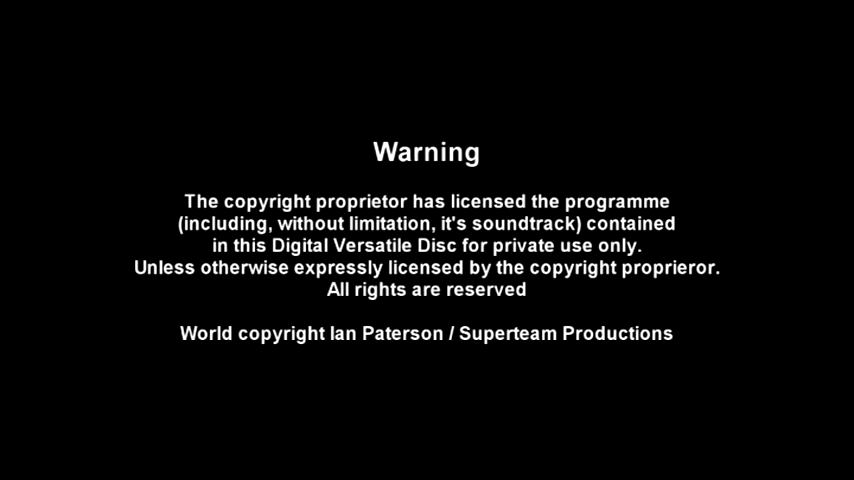 Warning
The copyright proprietor has licensed the programme
(including, without limitation, it's soundtrack) contained
in this Digital Versatile Disc for private use only.
Unless otherwise expressly licensed by the copyright proprieror.
All rights are reserved
World copyright Ian Paterson / Superteam Productions